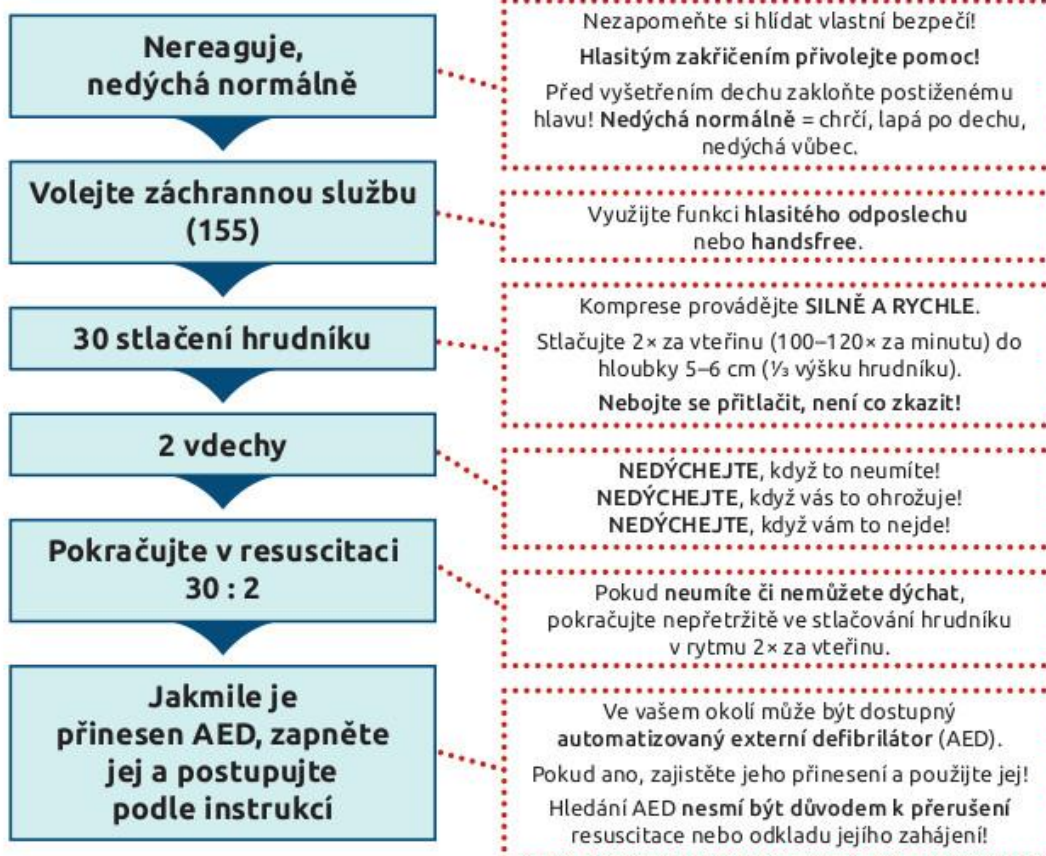 Nereaguje,
nedýchá normálně
Nezapomeňte si hlídat vlastní bezpečí!
Hlasitým zakřičením přivolejte pomoc!
Před vyšetřením dechu zakloňte postiženému
hlavu! Nedýchá normálně = chrčí, lapá po dechu,
nedýchá vůbec.
Volejte záchrannou službu
(155)
Využijte funkci hlasitého odposlechu
nebo handsfree.
30 stlačení hrudníku
Komprese provádějte SILNĚ A RYCHLE.
Stlačujte 2× za vteřinu (100–120× za minutu) do
hloubky 5–6 cm (⅓ výšku hrudníku).
Nebojte se přitlačit, není co zkazit!
2 vdechy
NEDÝCHEJTE, když to neumíte!
NEDÝCHEJTE, když vás to ohrožuje!
NEDÝCHEJTE, když vám to nejde!
Pokračujte v resuscitaci
30 : 2
Pokud neumíte či nemůžete dýchat,
pokračujte nepřetržitě ve stlačování hrudníku
v rytmu 2× za vteřinu.
Jakmile je
přinesen AED, zapněte
jej a postupujte
podle instrukcí
Ve vašem okolí může být dostupný
automatizovaný externí defibrilátor (AED).
Pokud ano, zajistěte jeho přinesení a použijte jej!
Hledání AED nesmí být důvodem k přerušení
resuscitace nebo odkladu jejího zahájení!